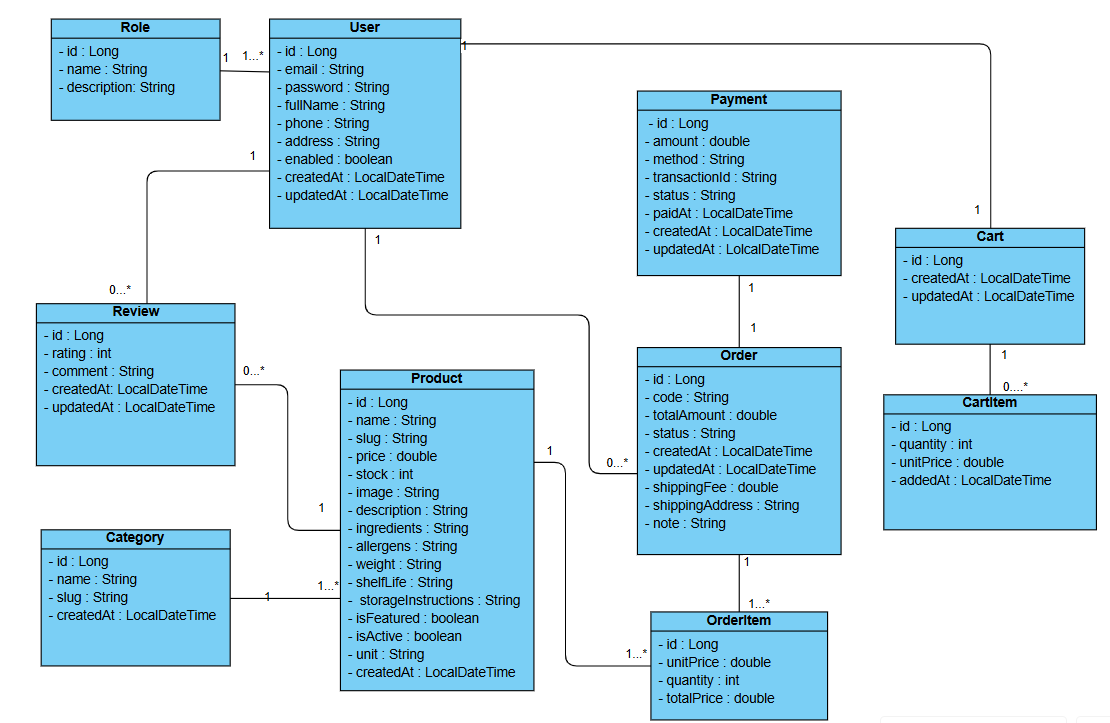 Role
- id : Long
- name : String
- description: String
1
1...*
User
- id : Long
- email : String
- password : String
- fullName : String
- phone : String
- address : String
- enabled : boolean
- createdAt : LocalDateTime
- updatedAt : LocalDateTime
1
1
1
1
Payment
- id : Long
- amount : double
- method : String
- transactionId : String
- status : String
- paidAt : LocalDateTime
- createdAt : LocalDateTime
- updatedAt : LolcalDateTime
1
1
Cart
- id : Long
- createdAt : LocalDateTime
- updatedAt : LocalDateTime
1
0....*
CartItem
- id : Long
- quantity : int
- unitPrice : double
- addedAt : LocalDateTime
0...*
Review
- id : Long
- rating : int
- comment : String
- createdAt: LocalDateTime
- updatedAt : LocalDateTime
0...*
1
Product
- id : Long
- name : String
- slug : String
- price : double
- stock : int
- image : String
- description : String
- ingredients : String
- allergens : String
- weight : String
- shelfLife : String
- storageInstructions : String
- isFeatured : boolean
- isActive : boolean
- unit : String
- createdAt : LocalDateTime
1
1...*
Order
- id : Long
- code : String
- totalAmount : double
- status : String
- createdAt : LocalDateTime
- updatedAt : LocalDateTime
- shippingFee : double
- shippingAddress : String
- note : String
0...*
1
1...*
Category
- id : Long
- name : String
- slug : String
- createdAt : LocalDateTime
1
1...*
OrderItem
- id : Long
- unitPrice : double
- quantity : int
- totalPrice : double